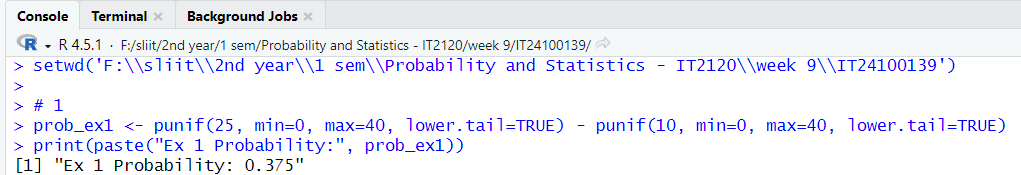 Console Terminal Background Jobs
R R 4.5.1 · F:/sliit/2nd year/1 sem/Probability and Statistics - IT2120/week 9/IT24100139/
> setwd('F:\\sliit\\2nd year\\1 sem\\Probability and Statistics - IT2120\\week 9\\IT24100139')
>
> # 1
> prob_ex1 <- punif(25, min=0, max=40, lower.tail=TRUE) - punif(10, min=0, max=40, lower.tail=TRUE)
> print(paste("Ex 1 Probability:", prob_ex1))
[1] "Ex 1 Probability: 0.375"